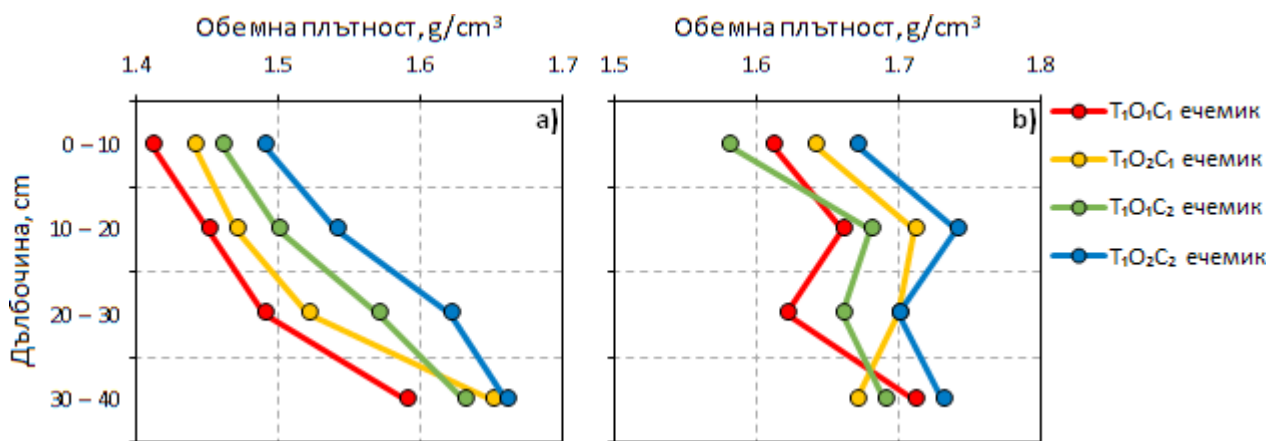 Обемна плътност, g/cm³
1.4 1.5 1.6 1.7
Обемна плътност, g/cm³
1.5 1.6 1.7 1.8
a)
b)
Дълбочина, cm
0 – 10
10 – 20
20 – 30
30 – 40
T₁O₁C₁ ечемик
T₁O₂C₁ ечемик
T₁O₁C₂ ечемик
T₁O₂C₂ ечемик